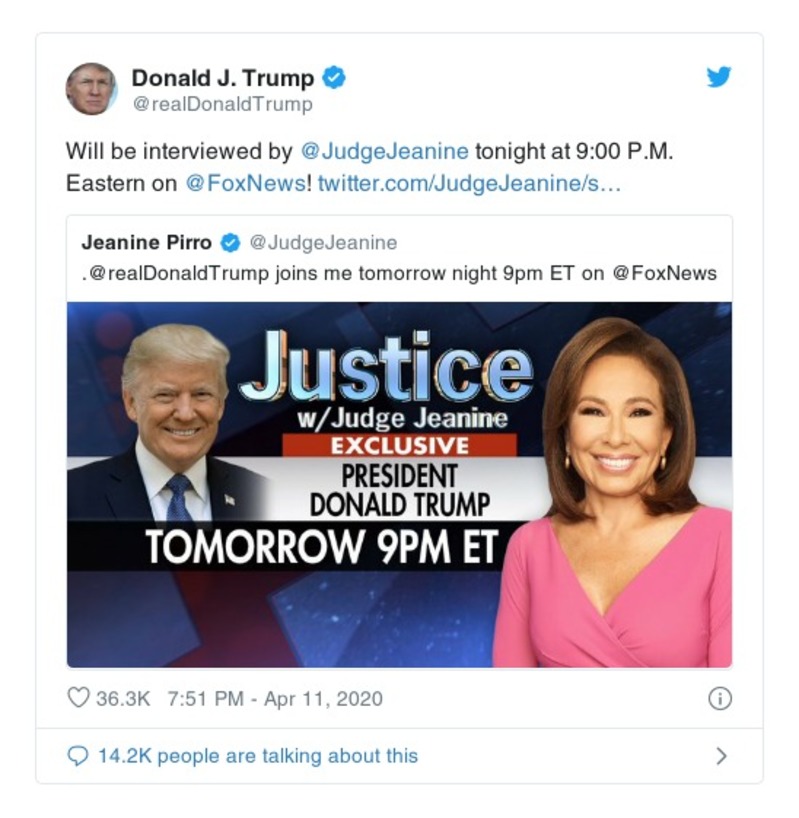 Donald J. Trump
@realDonaldTrump
Will be interviewed by @JudgeJeanine tonight at 9:00 P.M.
Eastern on @FoxNews! twitter.com/JudgeJeanine/s…
Jeanine Pirro @JudgeJeanine
.@realDonaldTrump joins me tomorrow night 9pm ET on @FoxNews
Justice
w/Judge Jeanine
EXCLUSIVE
PRESIDENT
DONALD TRUMP
TOMORROW 9PM ET
36.3K 7:51 PM - Apr 11, 2020
14.2K people are talking about this